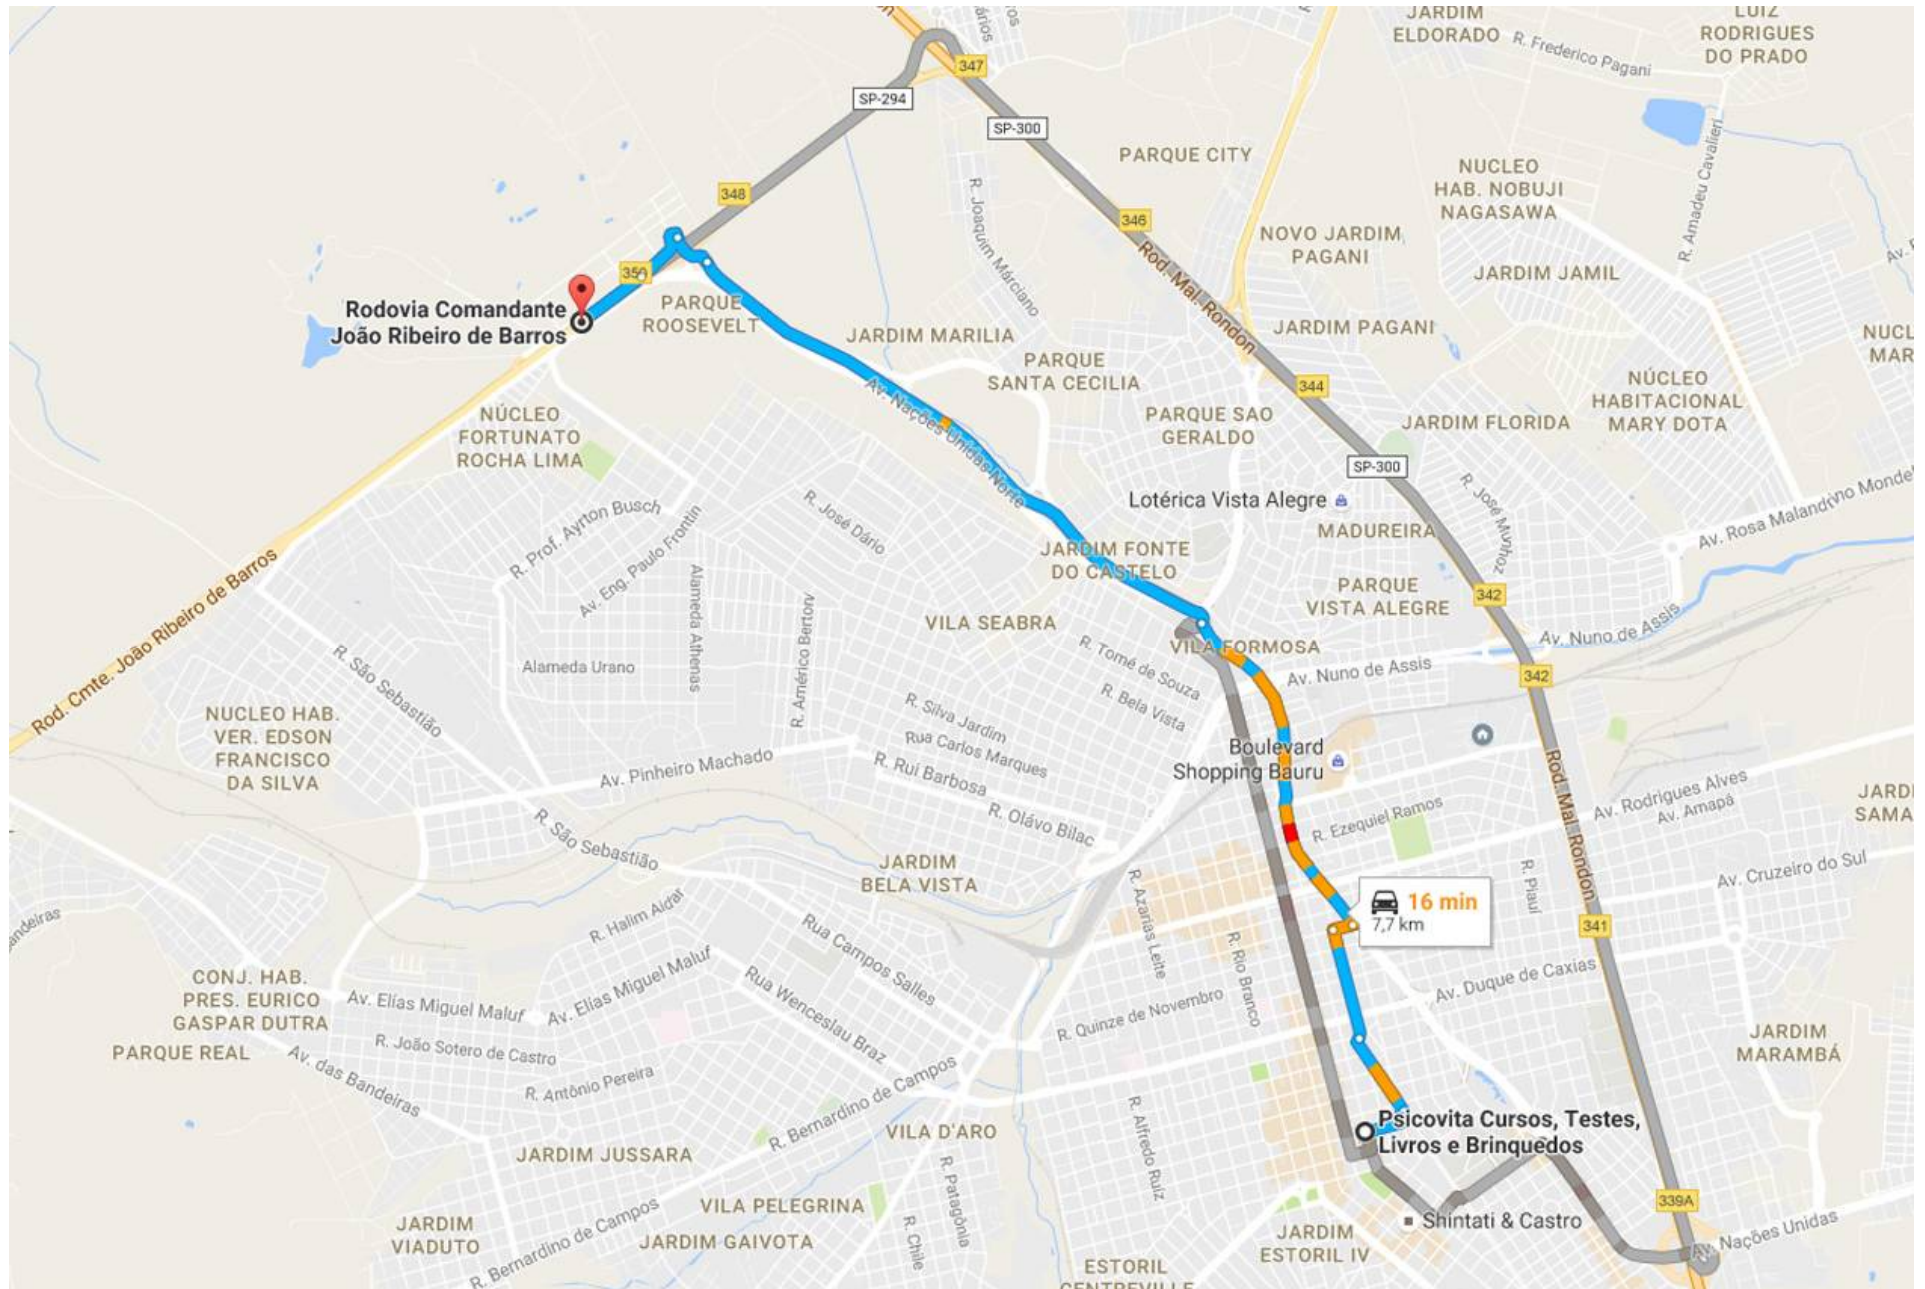 JARDIM
ELDORADO
R. Frederico Pagani
LUIZ
RODRIGUES
DO PRADO
347
SP-294
SP-300
PARQUE CITY
NUCLEO
HAB. NOBUJI
NAGASAWA
R. Amadeu Cavalieri
348
R. Joaquim Márciano
346
Rod. Mal. Rondon
NOVO JARDIM
PAGANI
JARDIM JAMIL
350
PARQUE
ROOSEVELT
Rodovia Comandante
João Ribeiro de Barros
JARDIM MARILIA
JARDIM PAGANI
PARQUE
SANTA CECILIA
344
NÚCLEO
HABITACIONAL
MARY DOTA
NUCL
MAR
Av. Nações Unidas Norte
NÚCLEO
FORTUNATO
ROCHA LIMA
PARQUE SAO
GERALDO
JARDIM FLORIDA
SP-300
R. José Munhoz
Lotérica Vista Alegre
MADUREIRA
R. Prof. Ayrton Busch
Av. Eng. Paulo Frontin
R. José Dário
JARDIM FONTE
DO CASTELO
PARQUE
VISTA ALEGRE
342
Av. Rosa Malandrino Monde
Rod. Cmte. João Ribeiro de Barros
Alameda Athenas
R. Américo Bertony
Alameda Urano
VILA SEABRA
R. Tomé de Souza
R. Bela Vista
VILA FORMOSA
Av. Nuno de Assis
Av. Nuno de Assis
342
R. São Sebastião
NUCLEO HAB.
VER. EDSON
FRANCISCO
DA SILVA
R. Silva Jardim
Rua Carlos Marques
Av. Pinheiro Machado
R. Rui Barbosa
R. Olávo Bilac
Boulevard
Shopping Bauru
Rod. Mal. Rondon
Av. Rodrigues Alves
Av. Amapá
R. Ezequiel Ramos
JARDI
SAMA
R. São Sebastião
JARDIM
BELA VISTA
R. Azarias Leite
R. Piauí
Av. Cruzeiro do Sul
16 min
7,7 km
341
R. Halim Aidal
Rua Campos Salles
R. Rio Branco
andeiras
CONJ. HAB.
PRES. EURICO
GASPAR DUTRA
Av. Elías Miguel Maluf
Av. Elías Miguel Maluf
Rua Wenceslau Braz
R. Quinze de Novembro
Av. Duque de Caxias
PARQUE REAL
R. João Sotero de Castro
Av. das Bandeiras
R. Antônio Pereira
R. Bernardino de Campos
JARDIM
MARAMBÁ
R. Alfredo Ruíz
Psicovita Cursos, Testes,
Livros e Brinquedos
VILA D'ARO
JARDIM JUSSARA
R. Patagônia
VILA PELEGRINA
R. Chile
339A
JARDIM
VIADUTO
R. Bernardino de Campos
JARDIM GAIVOTA
Shintati & Castro
JARDIM
ESTORIL IV
Av. Nações Unidas
ESTORIL
CENTREVILLE